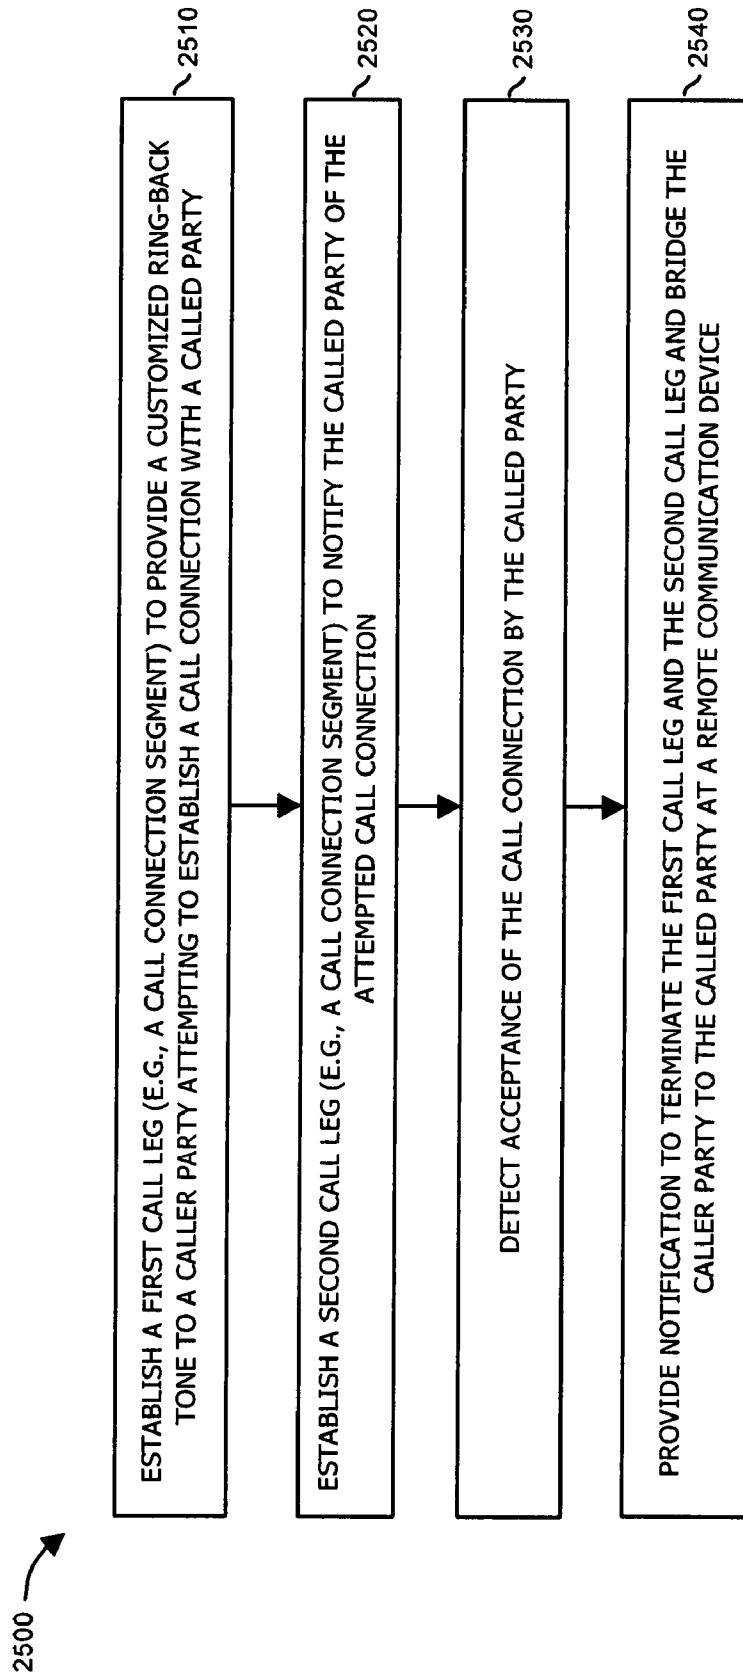 2500
ESTABLISH A FIRST CALL LEG (E.G., A CALL CONNECTION SEGMENT) TO PROVIDE A CUSTOMIZED RING-BACK
TONE TO A CALLER PARTY ATTEMPTING TO ESTABLISH A CALL CONNECTION WITH A CALLED PARTY
2510
ESTABLISH A SECOND CALL LEG (E.G., A CALL CONNECTION SEGMENT) TO NOTIFY THE CALLED PARTY OF THE
ATTEMPTED CALL CONNECTION
2520
DETECT ACCEPTANCE OF THE CALL CONNECTION BY THE CALLED PARTY
2530
PROVIDE NOTIFICATION TO TERMINATE THE FIRST CALL LEG AND THE SECOND CALL LEG AND BRIDGE THE
CALLER PARTY TO THE CALLED PARTY AT A REMOTE COMMUNICATION DEVICE
2540